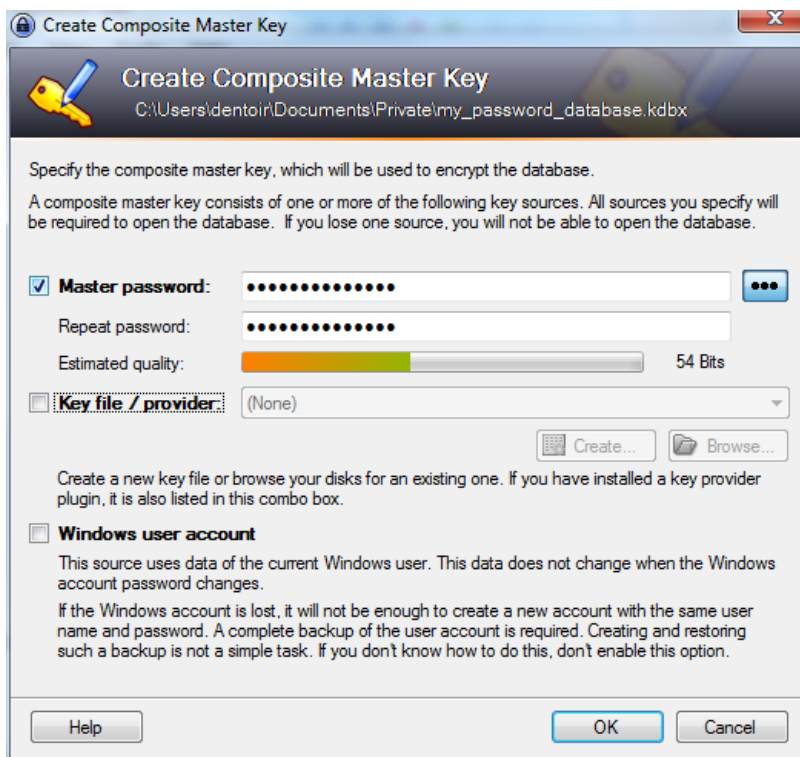 Create Composite Master Key
X
Create Composite Master Key
C:\Users\dentoir\Documents\Private\my_password_database.kdbx
Specify the composite master key, which will be used to encrypt the database.
A composite master key consists of one or more of the following key sources. All sources you specify will
be required to open the database.  If you lose one source, you will not be able to open the database.
Master password: ●●●●●●●●●●●●●● ●●●
Repeat password: ●●●●●●●●●●●●●●
Estimated quality: 54 Bits
Key file / provider: (None)
Create... Browse...
Create a new key file or browse your disks for an existing one. If you have installed a key provider
plugin, it is also listed in this combo box.
Windows user account
This source uses data of the current Windows user. This data does not change when the Windows
account password changes.
If the Windows account is lost, it will not be enough to create a new account with the same user
name and password. A complete backup of the user account is required. Creating and restoring
such a backup is not a simple task. If you don't know how to do this, don't enable this option.
Help OK Cancel